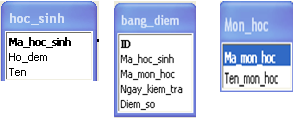 hoc_sinh
Ma_hoc_sinh
Ho_dem
Ten
bang_diem
ID
Ma_hoc_sinh
Ma_mon_hoc
Ngay_kiem_tra
Diem_so
Mon_hoc
Ma_mon_hoc
Ten_mon_hoc